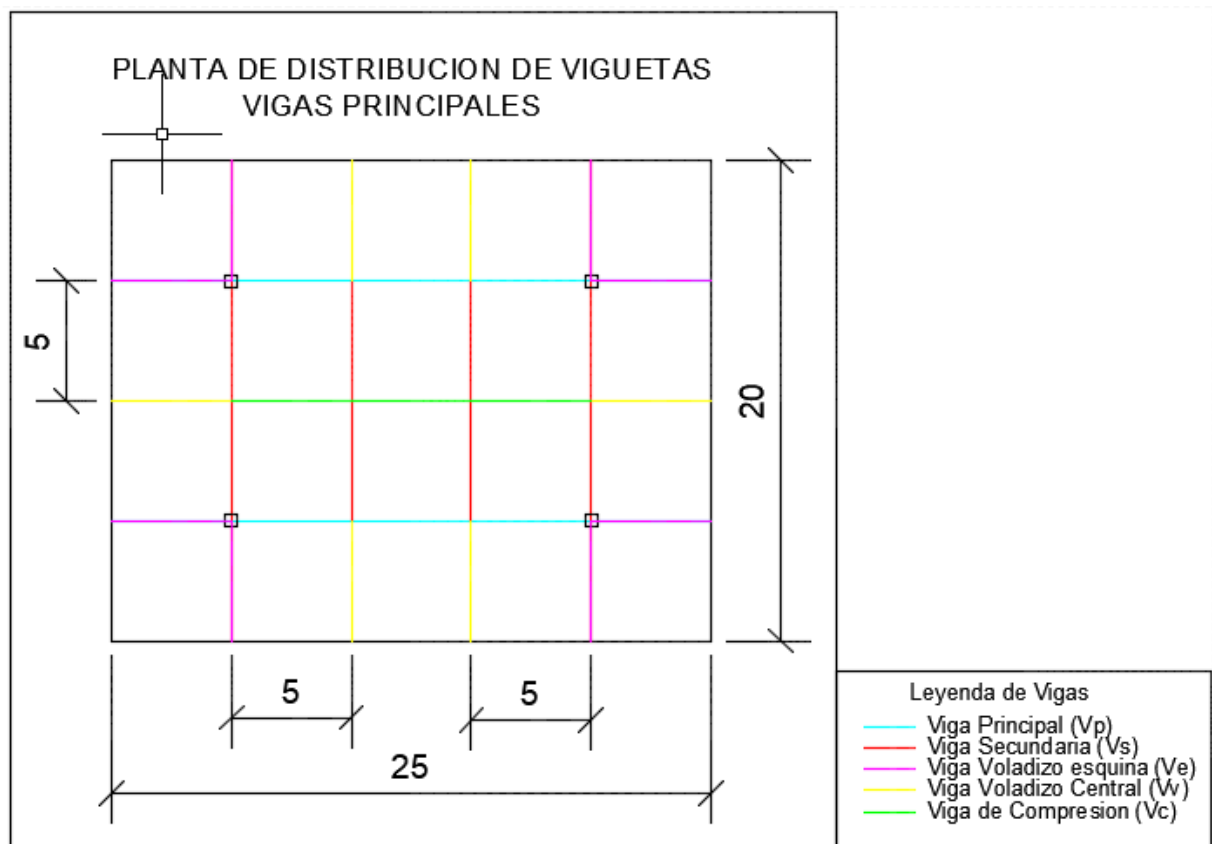 PLANTA DE DISTRIBUCION DE VIGUETAS
VIGAS PRINCIPALES
5
20
5
5
25
Leyenda de Vigas
Viga Principal (Vp)
Viga Secundaria (Vs)
Viga Voladizo esquina (Ve)
Viga Voladizo Central (Vv)
Viga de Compresion (Vc)